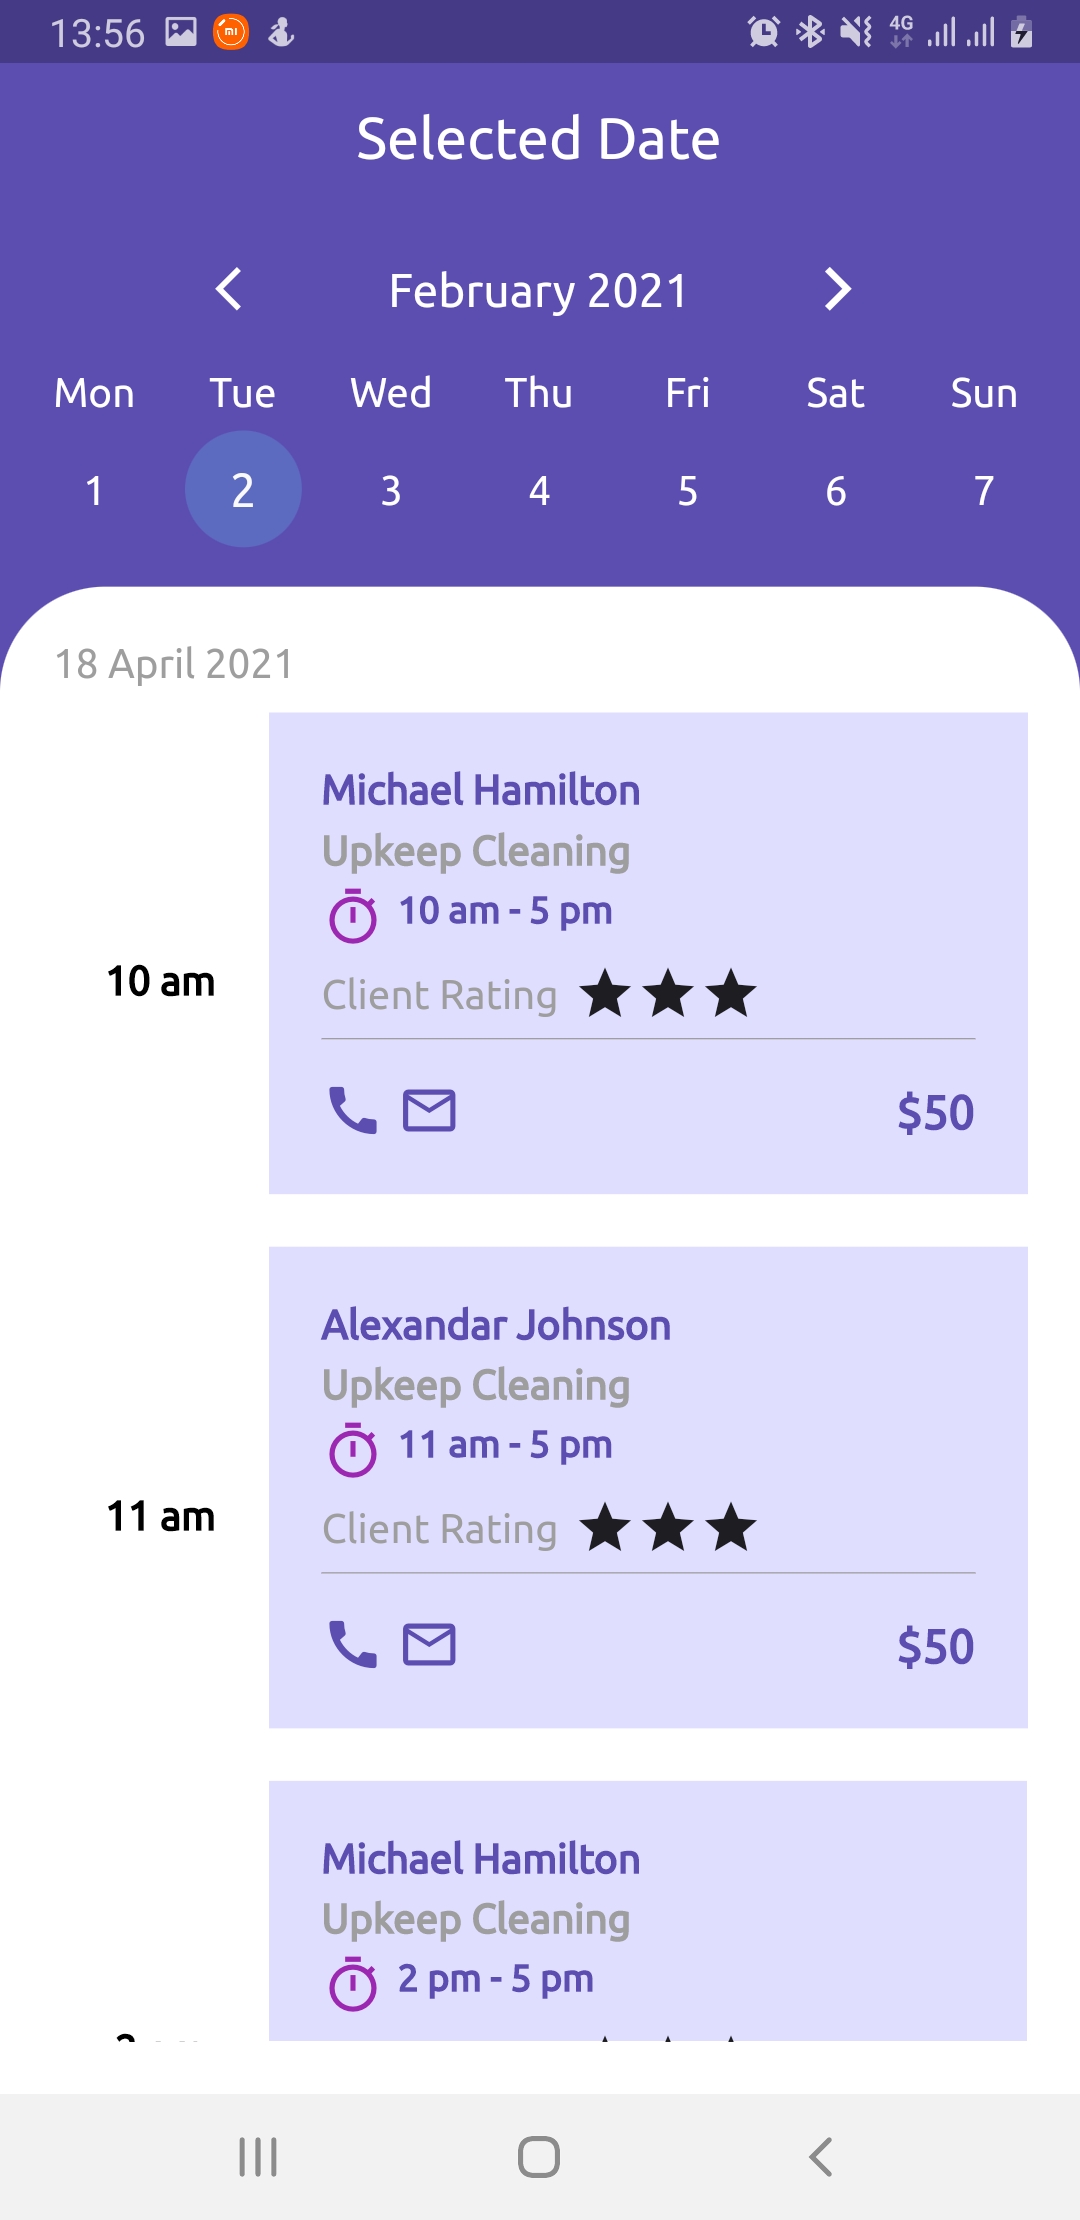 13:56
4G
Selected Date
February 2021
Mon Tue Wed Thu Fri Sat Sun
1 2 3 4 5 6 7
18 April 2021
Michael Hamilton
Upkeep Cleaning
10 am - 5 pm
10 am
Client Rating
$50
Alexandar Johnson
Upkeep Cleaning
11 am - 5 pm
11 am
Client Rating
$50
Michael Hamilton
Upkeep Cleaning
2 pm - 5 pm